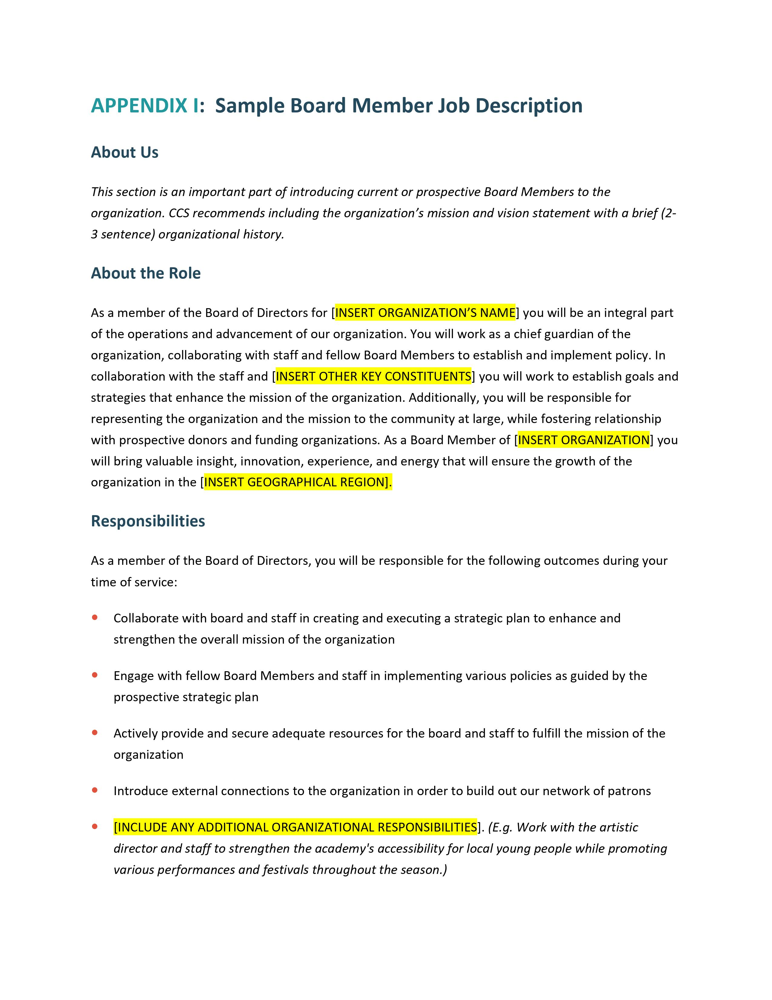 APPENDIX I:  Sample Board Member Job Description
About Us
This section is an important part of introducing current or prospective Board Members to the
organization. CCS recommends including the organization’s mission and vision statement with a brief (2-
3 sentence) organizational history.
About the Role
As a member of the Board of Directors for [INSERT ORGANIZATION’S NAME] you will be an integral part
of the operations and advancement of our organization. You will work as a chief guardian of the
organization, collaborating with staff and fellow Board Members to establish and implement policy. In
collaboration with the staff and [INSERT OTHER KEY CONSTITUENTS] you will work to establish goals and
strategies that enhance the mission of the organization. Additionally, you will be responsible for
representing the organization and the mission to the community at large, while fostering relationship
with prospective donors and funding organizations. As a Board Member of [INSERT ORGANIZATION] you
will bring valuable insight, innovation, experience, and energy that will ensure the growth of the
organization in the [INSERT GEOGRAPHICAL REGION].
Responsibilities
As a member of the Board of Directors, you will be responsible for the following outcomes during your
time of service:
• Collaborate with board and staff in creating and executing a strategic plan to enhance and
strengthen the overall mission of the organization
• Engage with fellow Board Members and staff in implementing various policies as guided by the
prospective strategic plan
• Actively provide and secure adequate resources for the board and staff to fulfill the mission of the
organization
• Introduce external connections to the organization in order to build out our network of patrons
• [INCLUDE ANY ADDITIONAL ORGANIZATIONAL RESPONSIBILITIES]. (E.g. Work with the artistic
director and staff to strengthen the academy's accessibility for local young people while promoting
various performances and festivals throughout the season.)